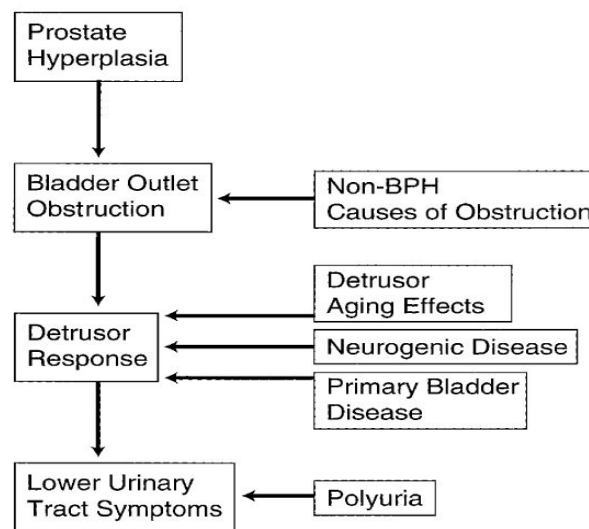 Prostate
Hyperplasia
Bladder Outlet
Obstruction
Non-BPH
Causes of Obstruction
Detrusor
Aging Effects
Detrusor
Response
Neurogenic Disease
Primary Bladder
Disease
Lower Urinary
Tract Symptoms
Polyuria